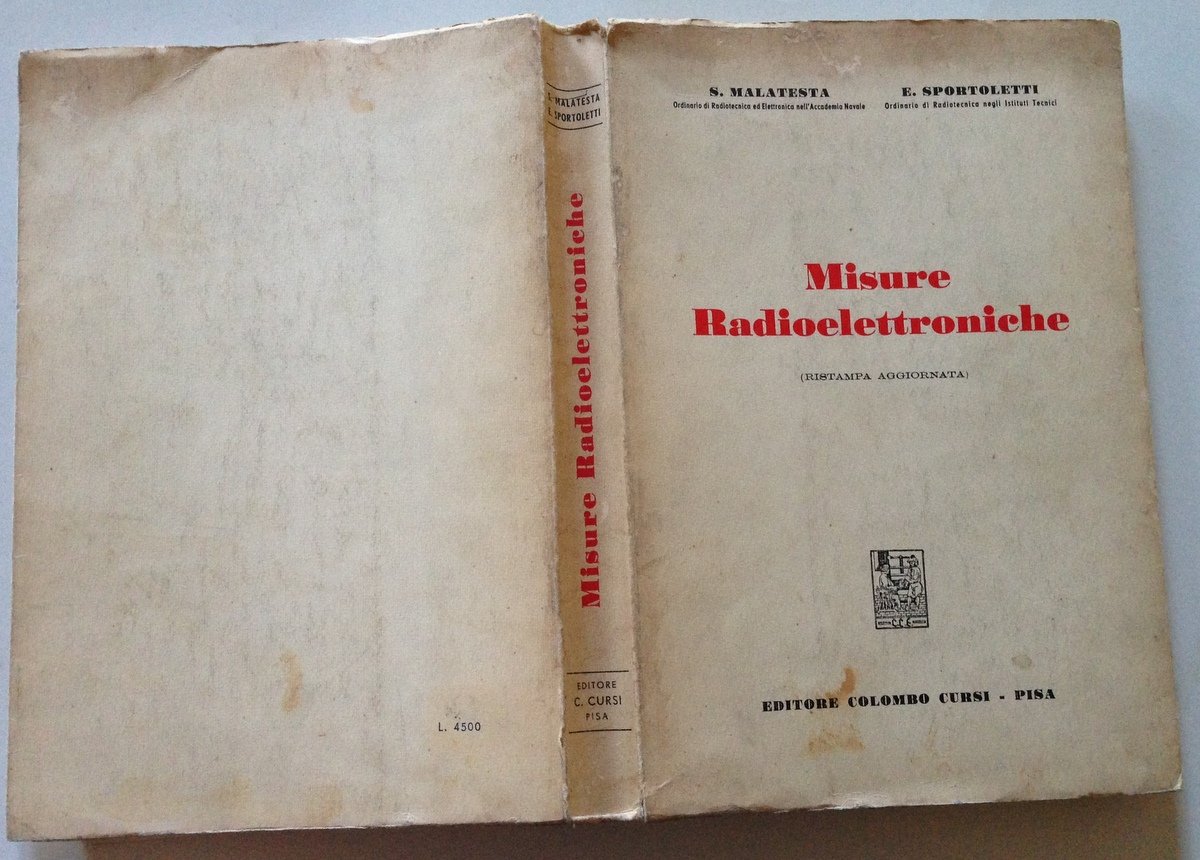 S. MALATESTA
Ordinario di Radiotecnica ed Elettronica nell'Accademia Navale
E. SPORTOLETTI
Ordinario di Radiotecnica negli Istituti Tecnici
Misure
Radioelettroniche
(RISTAMPA AGGIORNATA)
C.C.E.
EDITORE COLOMBO CURSI - PISA
S. MALATESTA
E. SPORTOLETTI
Misure Radioelettroniche
EDITORE
C. CURSI
PISA
L. 4500